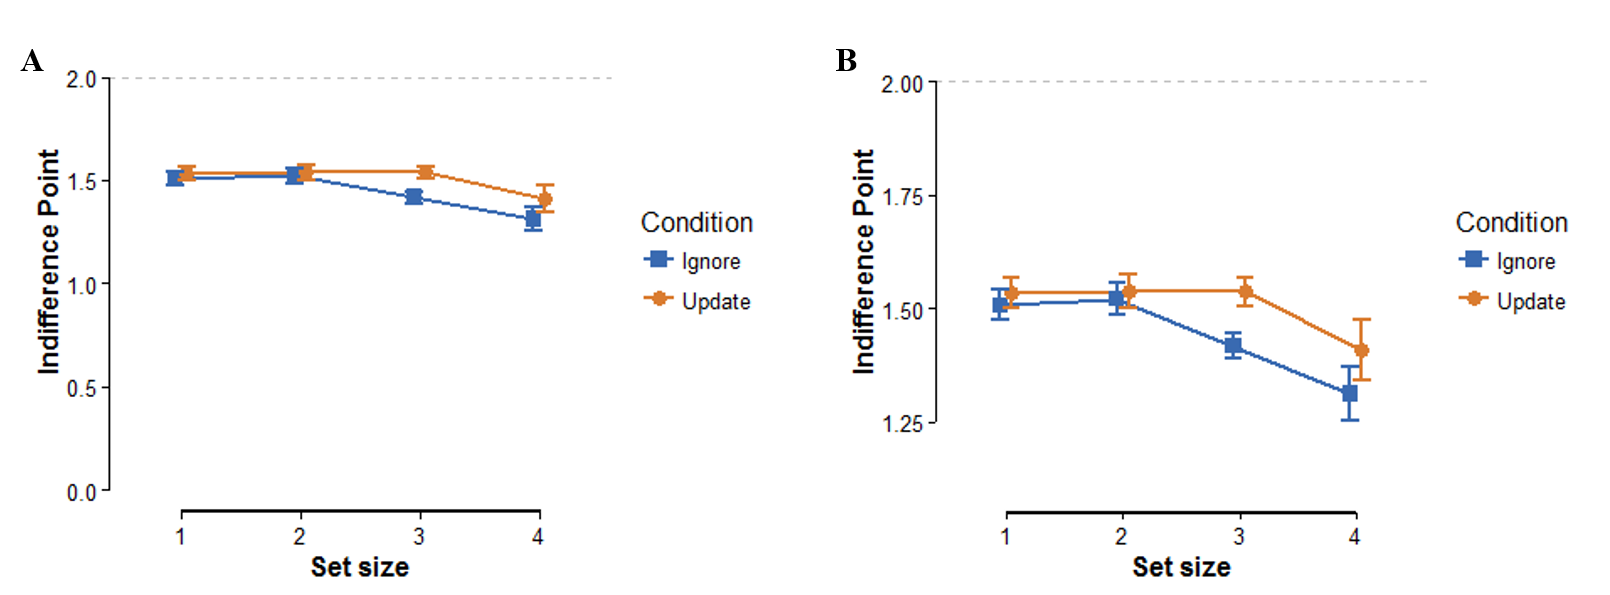 A
2.0
1.5
1.0
0.5
0.0
Indifference Point
1 2 3 4
Set size
Condition
Ignore
Update
B
2.00
1.75
1.50
1.25
Indifference Point
1 2 3 4
Set size
Condition
Ignore
Update